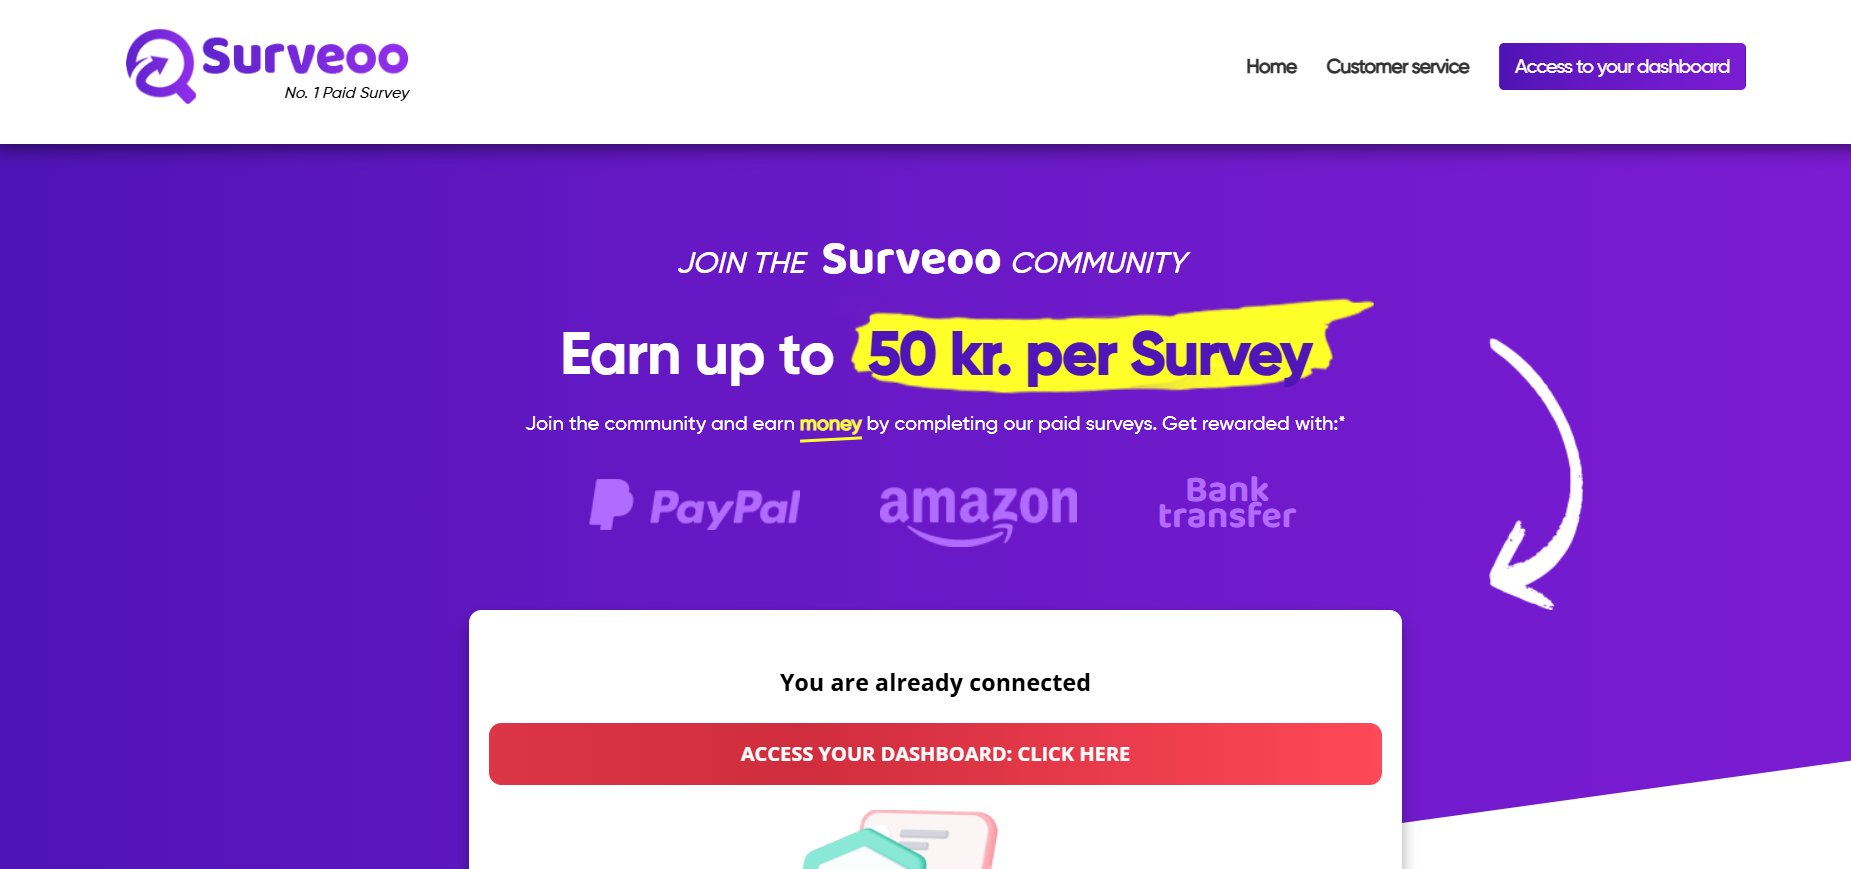 Surveoo
No. 1 Paid Survey
Home
Customer service
Access to your dashboard
JOIN THE Surveoo COMMUNITY
Earn up to 50 kr. per Survey
Join the community and earn money by completing our paid surveys. Get rewarded with:*
PayPal
amazon
Bank
transfer
You are already connected
ACCESS YOUR DASHBOARD: CLICK HERE